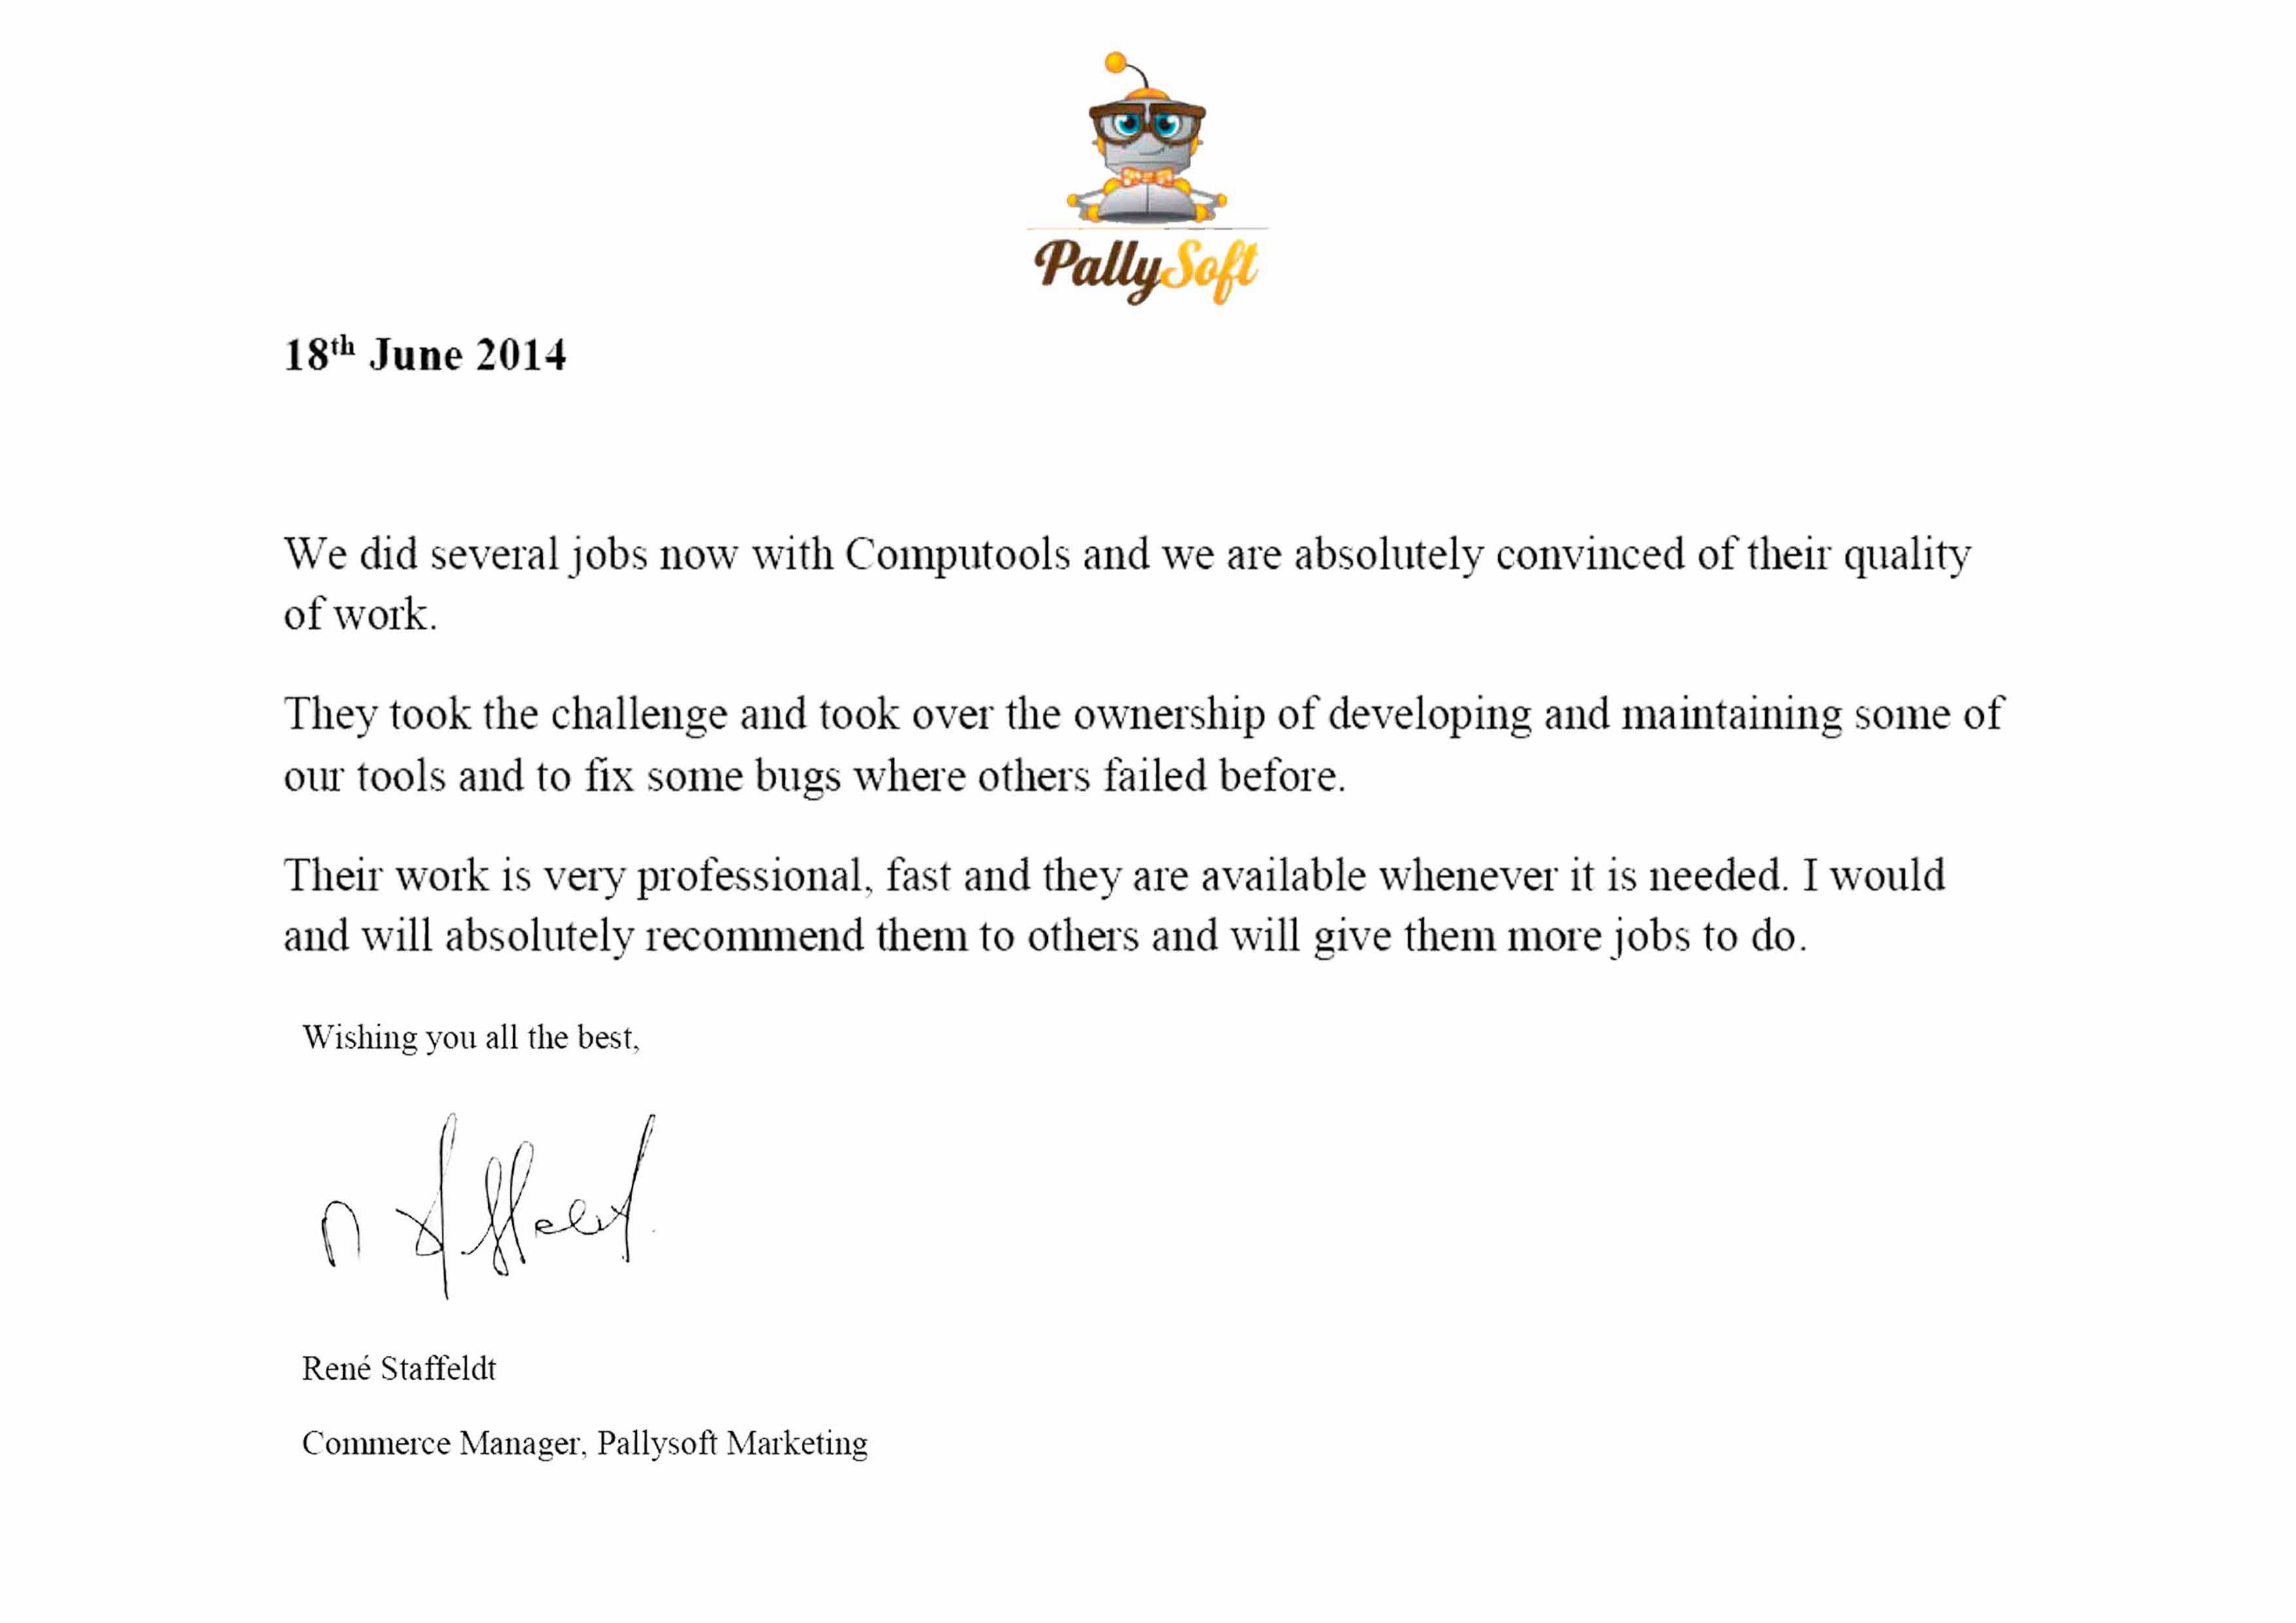 PallySoft
18th June 2014
We did several jobs now with Computools and we are absolutely convinced of their quality
of work.
They took the challenge and took over the ownership of developing and maintaining some of
our tools and to fix some bugs where others failed before.
Their work is very professional, fast and they are available whenever it is needed. I would
and will absolutely recommend them to others and will give them more jobs to do.
Wishing you all the best,
René Staffeldt
Commerce Manager, Pallysoft Marketing